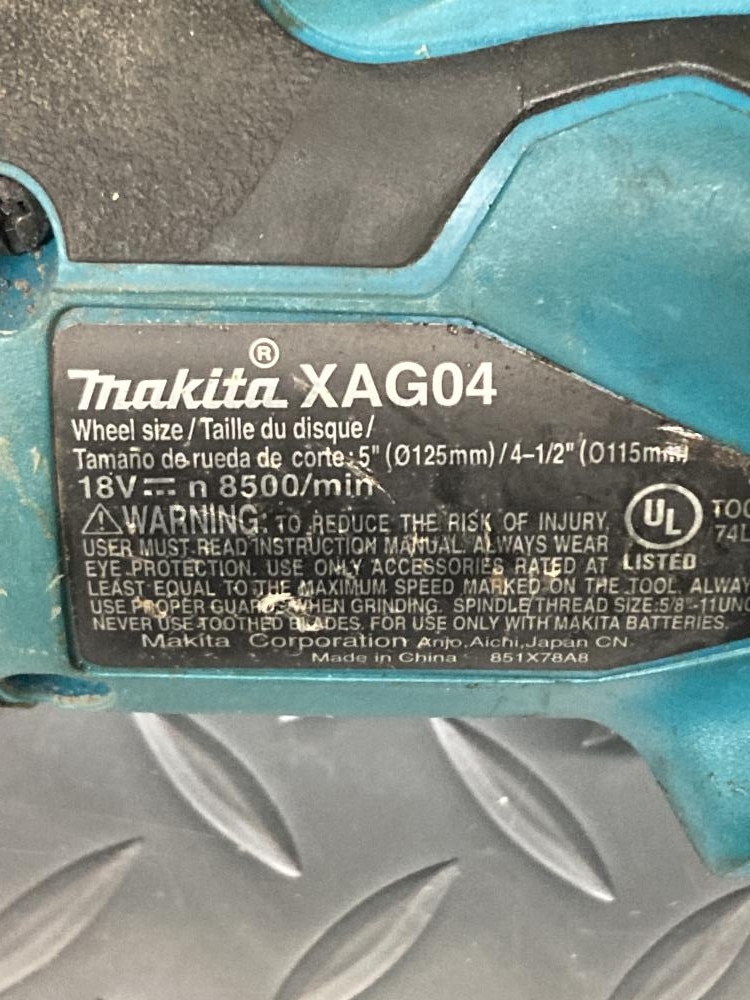 makita® XAG04
Wheel size/Taille du disque/
Tamaño de rueda de corte:5"(Ø125mm)/4-1/2"(Ø115mm)
18V⎓ n 8500/min
⚠WARNING: TO REDUCE THE RISK OF INJURY,
USER MUST READ INSTRUCTION MANUAL. ALWAYS WEAR
EYE PROTECTION. USE ONLY ACCESSORIES RATED AT
LEAST EQUAL TO THE MAXIMUM SPEED MARKED ON THE TOOL.
USE PROPER GUARD WHEN GRINDING. SPINDLE THREAD SIZE:5/8"-11UNC
NEVER USE TOOTHED BLADES. FOR USE ONLY WITH MAKITA BATTERIES.
Makita Corporation Anjo,Aichi,Japan CN
Made in China 851X78A8
UL
LISTED